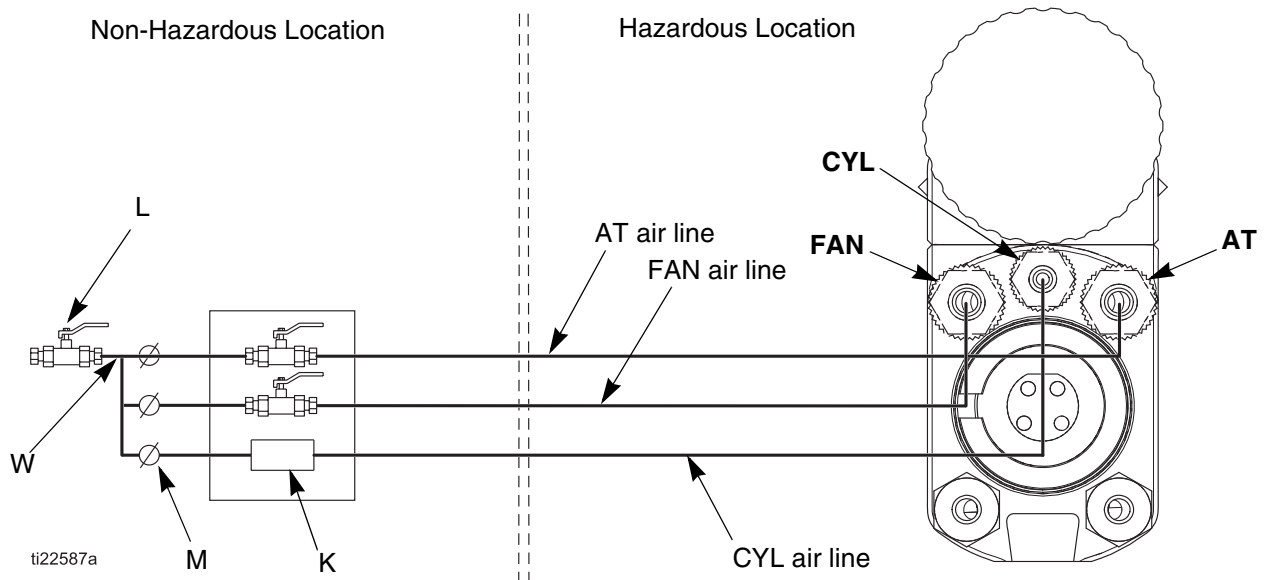 Non-Hazardous Location
Hazardous Location
CYL
L
AT air line
FAN
AT
FAN air line
W
M
K
CYL air line
ti22587a